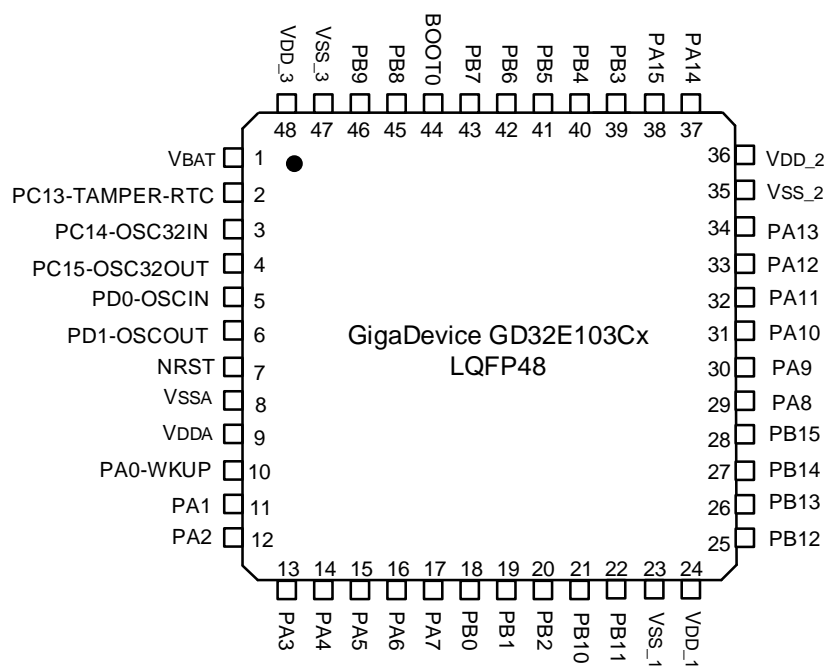 VDD_3 VSS_3 PB9 PB8 BOOT0 PB7 PB6 PB5 PB4 PB3 PA15 PA14
48 47 46 45 44 43 42 41 40 39 38 37
VBAT 1 36 VDD_2
PC13-TAMPER-RTC 2 35 VSS_2
PC14-OSC32IN 3 34 PA13
PC15-OSC32OUT 4 33 PA12
PD0-OSCIN 5 32 PA11
PD1-OSCOUT 6 31 PA10
GigaDevice GD32E103Cx
LQFP48
NRST 7 30 PA9
VSSA 8 29 PA8
VDDA 9 28 PB15
PA0-WKUP 10 27 PB14
PA1 11 26 PB13
PA2 12 25 PB12
13 14 15 16 17 18 19 20 21 22 23 24
PA3 PA4 PA5 PA6 PA7 PB0 PB1 PB2 PB10 PB11 VSS_1 VDD_1